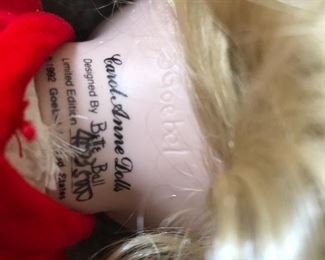 Carol Anne Dolls
Designed By
Bette Ball
Limited Edition
© 1992 Goebel
Goebel